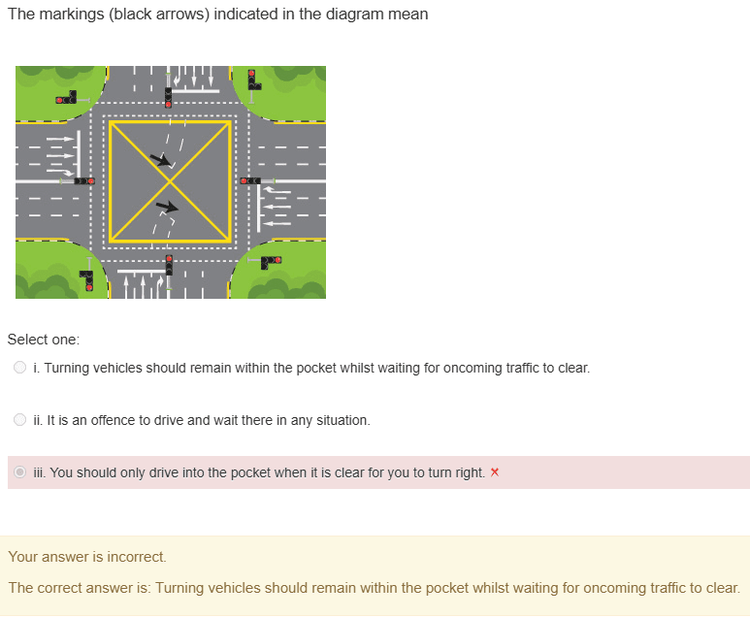 The markings (black arrows) indicated in the diagram mean
Select one:
i. Turning vehicles should remain within the pocket whilst waiting for oncoming traffic to clear.
ii. It is an offence to drive and wait there in any situation.
iii. You should only drive into the pocket when it is clear for you to turn right.
Your answer is incorrect.
The correct answer is: Turning vehicles should remain within the pocket whilst waiting for oncoming traffic to clear.